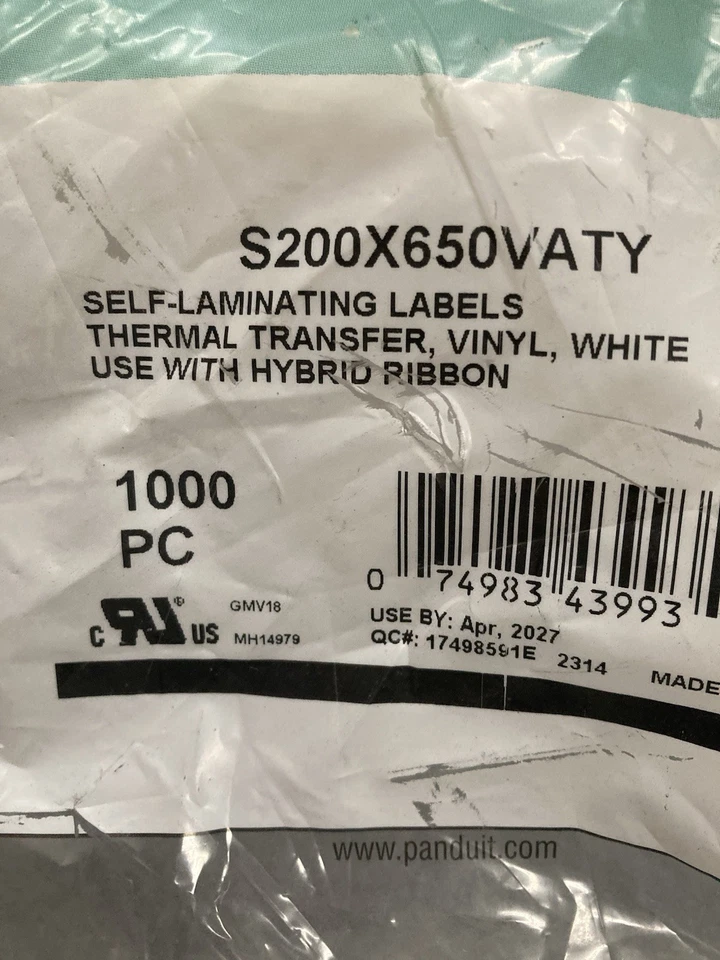 S200X650VATY
SELF-LAMINATING LABELS
THERMAL TRANSFER, VINYL, WHITE
USE WITH HYBRID RIBBON
1000
PC
0 74983 43993
C RU ® US
GMV18
MH14979
USE BY: Apr, 2027
QC#: 17498591E 2314
MADE
www.panduit.com